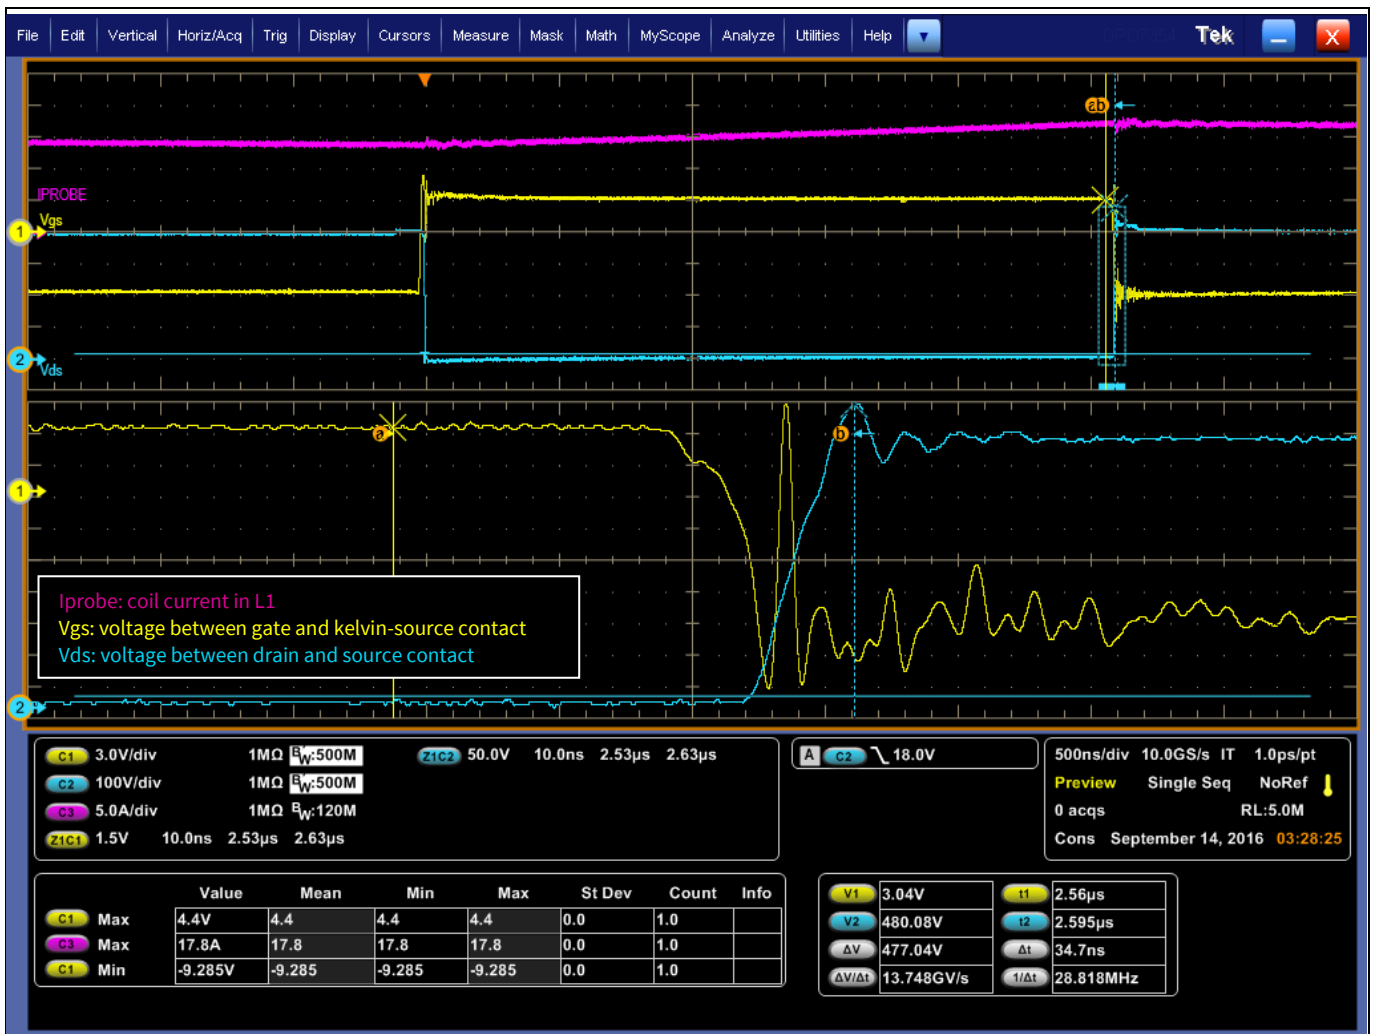 File Edit Vertical Horiz/Acq Trig Display Cursors Measure Mask Math MyScope Analyze Utilities Help Tek X
ab
IPROBE
Vgs
1
2
Vds
a b
1
Iprobe: coil current in L1
Vgs: voltage between gate and kelvin-source contact
Vds: voltage between drain and source contact
2
C1 3.0V/div 1MΩ BW:500M Z1C2 50.0V 10.0ns 2.53µs 2.63µs A C2 18.0V 500ns/div 10.0GS/s IT 1.0ps/pt
C2 100V/div 1MΩ BW:500M Preview Single Seq NoRef
C3 5.0A/div 1MΩ BW:120M 0 acqs RL:5.0M
Z1C1 1.5V 10.0ns 2.53µs 2.63µs Cons September 14, 2016 03:28:25
Value Mean Min Max St Dev Count Info
C1 Max 4.4V 4.4 4.4 4.4 0.0 1.0
C3 Max 17.8A 17.8 17.8 17.8 0.0 1.0
C1 Min -9.285V -9.285 -9.285 -9.285 0.0 1.0
V1 3.04V t1 2.56µs
V2 480.08V t2 2.595µs
ΔV 477.04V Δt 34.7ns
ΔV/Δt 13.748GV/s 1/Δt 28.818MHz